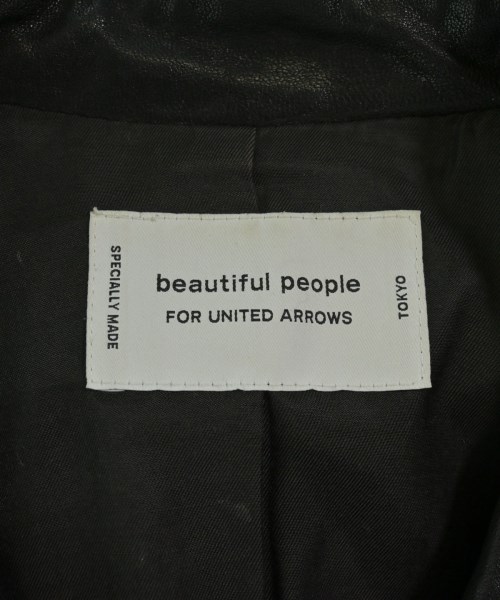 SPECIALLY MADE
beautiful people
FOR UNITED ARROWS
TOKYO